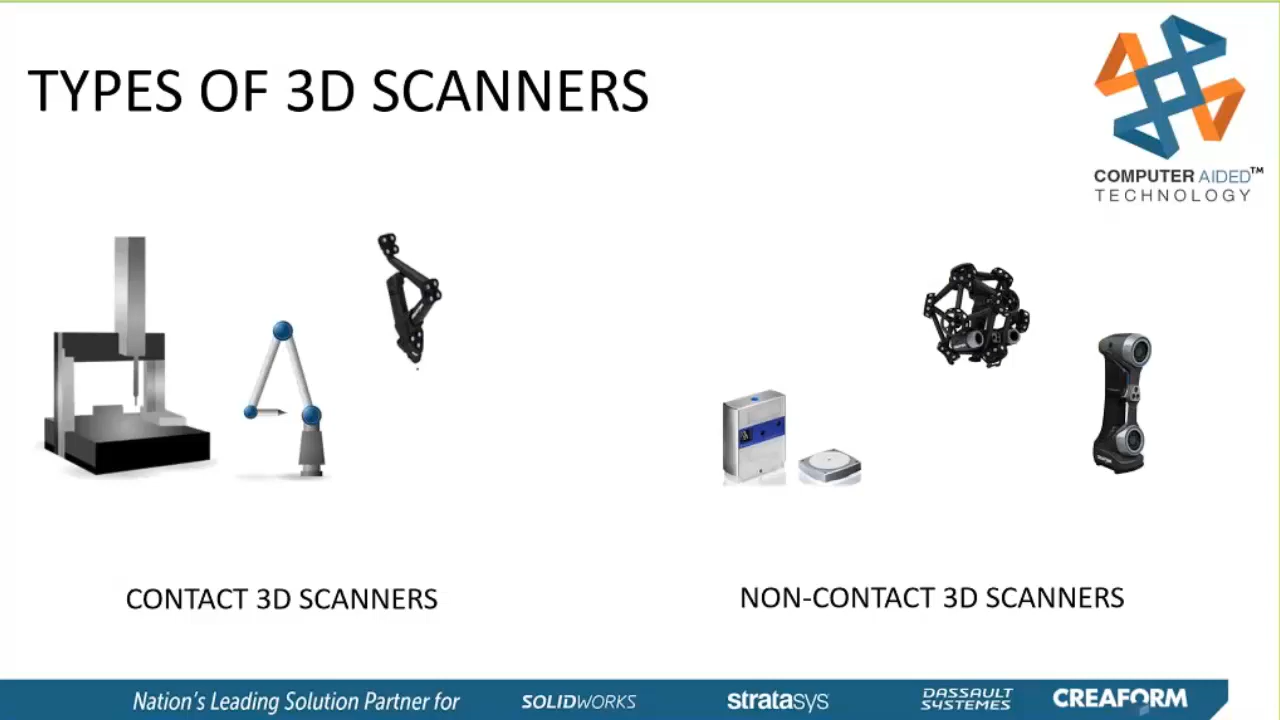 TYPES OF 3D SCANNERS
COMPUTER AIDED™
TECHNOLOGY
CONTACT 3D SCANNERS
NON-CONTACT 3D SCANNERS
Nation's Leading Solution Partner for
SOLIDWORKS
stratasys
DASSAULT
SYSTEMES
CREAFORM